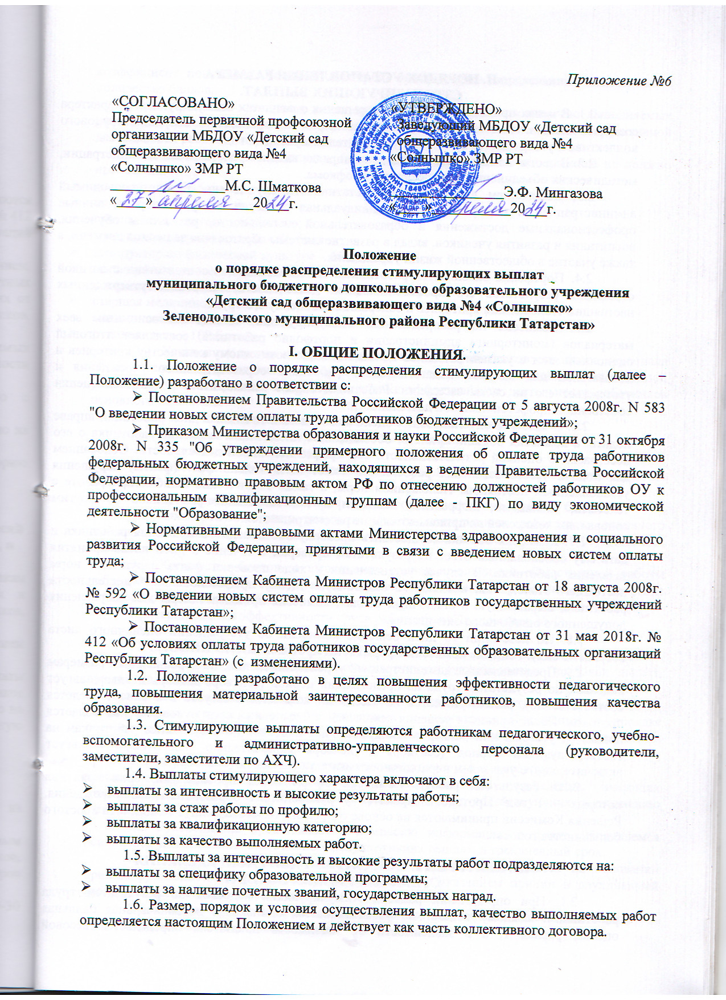 Приложение №6
«СОГЛАСОВАНО»
Председатель первичной профсоюзной
организации МБДОУ «Детский сад
общеразвивающего вида №4
«Солнышко» ЗМР РТ
М.С. Шматкова
«27» апреля 2024г.
«УТВЕРЖДЕНО»
Заведующий МБДОУ «Детский сад
общеразвивающего вида №4
«Солнышко» ЗМР РТ
Э.Ф. Мингазова
апреля 2024г.
Положение
о порядке распределения стимулирующих выплат
муниципального бюджетного дошкольного образовательного учреждения
«Детский сад общеразвивающего вида №4 «Солнышко»
Зеленодольского муниципального района Республики Татарстан»
I. ОБЩИЕ ПОЛОЖЕНИЯ.
1.1. Положение о порядке распределения стимулирующих выплат (далее –
Положение) разработано в соответствии с:
➢ Постановлением Правительства Российской Федерации от 5 августа 2008г. N 583
"О введении новых систем оплаты труда работников бюджетных учреждений»;
➢ Приказом Министерства образования и науки Российской Федерации от 31 октября
2008г. N 335 "Об утверждении примерного положения об оплате труда работников
федеральных бюджетных учреждений, находящихся в ведении Правительства Российской
Федерации, нормативно правовым актом РФ по отнесению должностей работников ОУ к
профессиональным квалификационным группам (далее - ПКГ) по виду экономической
деятельности "Образование";
➢ Нормативными правовыми актами Министерства здравоохранения и социального
развития Российской Федерации, принятыми в связи с введением новых систем оплаты
труда;
➢ Постановлением Кабинета Министров Республики Татарстан от 18 августа 2008г.
№ 592 «О введении новых систем оплаты труда работников государственных учреждений
Республики Татарстан»;
➢ Постановлением Кабинета Министров Республики Татарстан от 31 мая 2018г. №
412 «Об условиях оплаты труда работников государственных образовательных организаций
Республики Татарстан» (с изменениями).
1.2. Положение разработано в целях повышения эффективности педагогического
труда, повышения материальной заинтересованности работников, повышения качества
образования.
1.3. Стимулирующие выплаты определяются работникам педагогического, учебно-
вспомогательного и административно-управленческого персонала (руководители,
заместители, заместители по АХЧ).
1.4. Выплаты стимулирующего характера включают в себя:
➢ выплаты за интенсивность и высокие результаты работы;
➢ выплаты за стаж работы по профилю;
➢ выплаты за квалификационную категорию;
➢ выплаты за качество выполняемых работ.
1.5. Выплаты за интенсивность и высокие результаты работ подразделяются на:
➢ выплаты за специфику образовательной программы;
➢ выплаты за наличие почетных званий, государственных наград.
1.6. Размер, порядок и условия осуществления выплат, качество выполняемых работ
определяется настоящим Положением и действует как часть коллективного договора.